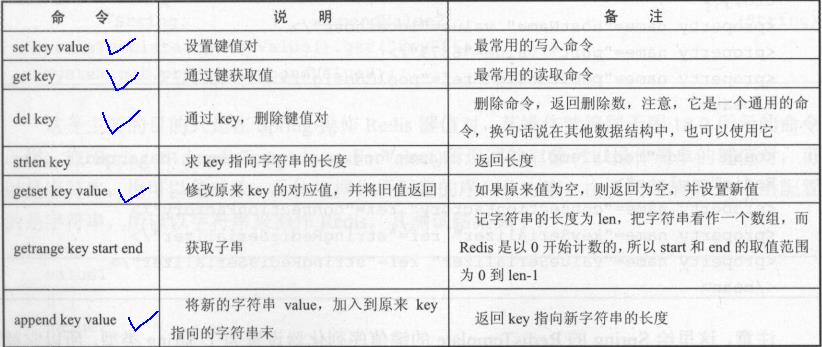 命 令 说 明 备 注
set key value 设置键值对 最常用的写入命令
get key 通过键获取值 最常用的读取命令
del key 通过 key，删除键值对 删除命令，返回删除数，注意，它是一个通用的命
令，换句话说在其他数据结构中，也可以使用它
strlen key 求 key 指向字符串的长度 返回长度
getset key value 修改原来 key 的对应值，并将旧值返回 如果原来值为空，则返回为空，并设置新值
getrange key start end 获取子串 记字符串的长度为 len，把字符串看作一个数组，而
Redis 是以 0 开始计数的，所以 start 和 end 的取值范围
为 0 到 len-1
append key value 将新的字符串 value，加入到原来 key
指向的字符串末 返回 key 指向新字符串的长度